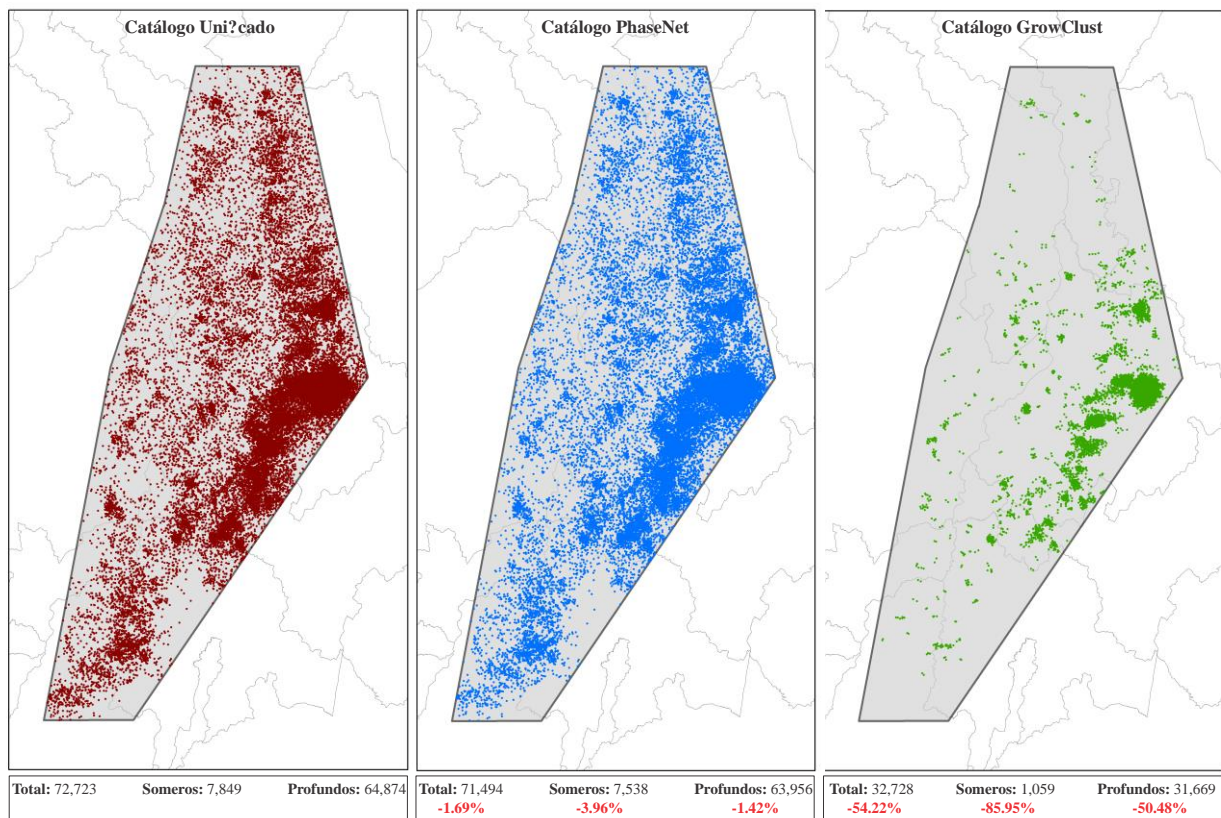 Catálogo Uni?cado
Catálogo PhaseNet
Catálogo GrowClust
Total: 72,723 Someros: 7,849 Profundos: 64,874
Total: 71,494 Someros: 7,538 Profundos: 63,956
-1.69% -3.96% -1.42%
Total: 32,728 Someros: 1,059 Profundos: 31,669
-54.22% -85.95% -50.48%